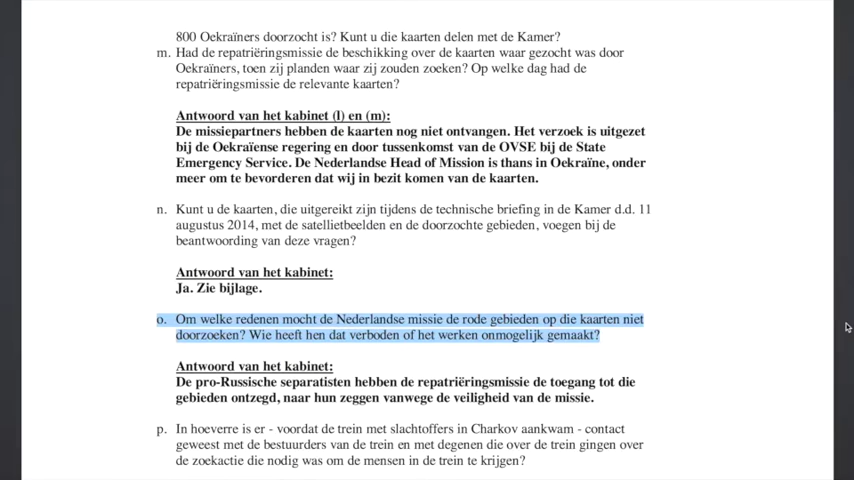 800 Oekraïners doorzocht is? Kunt u die kaarten delen met de Kamer?
m. Had de repatriëringsmissie de beschikking over de kaarten waar gezocht was door
Oekraïners, toen zij planden waar zij zouden zoeken? Op welke dag had de
repatriëringsmissie de relevante kaarten?
Antwoord van het kabinet (l) en (m):
De missiepartners hebben de kaarten nog niet ontvangen. Het verzoek is uitgezet
bij de Oekraïense regering en door tussenkomst van de OVSE bij de State
Emergency Service. De Nederlandse Head of Mission is thans in Oekraïne, onder
meer om te bevorderen dat wij in bezit komen van de kaarten.
n. Kunt u de kaarten, die uitgereikt zijn tijdens de technische briefing in de Kamer d.d. 11
augustus 2014, met de satellietbeelden en de doorzochte gebieden, voegen bij de
beantwoording van deze vragen?
Antwoord van het kabinet:
Ja. Zie bijlage.
o. Om welke redenen mocht de Nederlandse missie de rode gebieden op die kaarten niet
doorzoeken? Wie heeft hen dat verboden of het werken onmogelijk gemaakt?
Antwoord van het kabinet:
De pro-Russische separatisten hebben de repatriëringsmissie de toegang tot die
gebieden ontzegd, naar hun zeggen vanwege de veiligheid van de missie.
p. In hoeverre is er - voordat de trein met slachtoffers in Charkov aankwam - contact
geweest met de bestuurders van de trein en met degenen die over de trein gingen over
de zoekactie die nodig was om de mensen in de trein te krijgen?